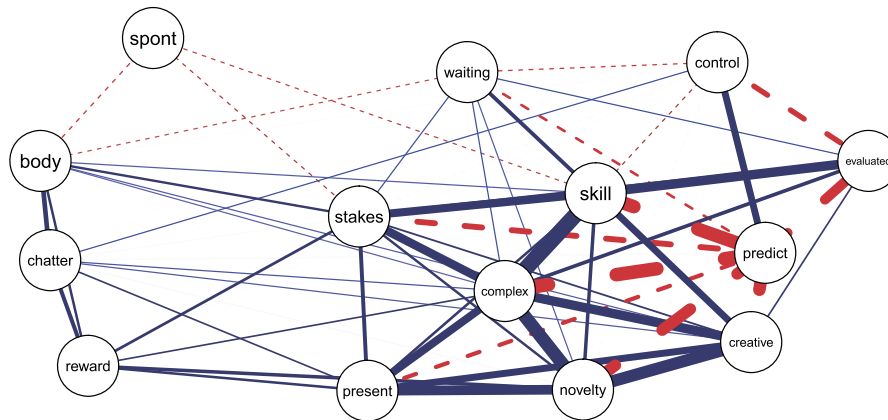 spont
waiting
control
body
evaluated
skill
stakes
predict
chatter
complex
creative
reward
present
novelty